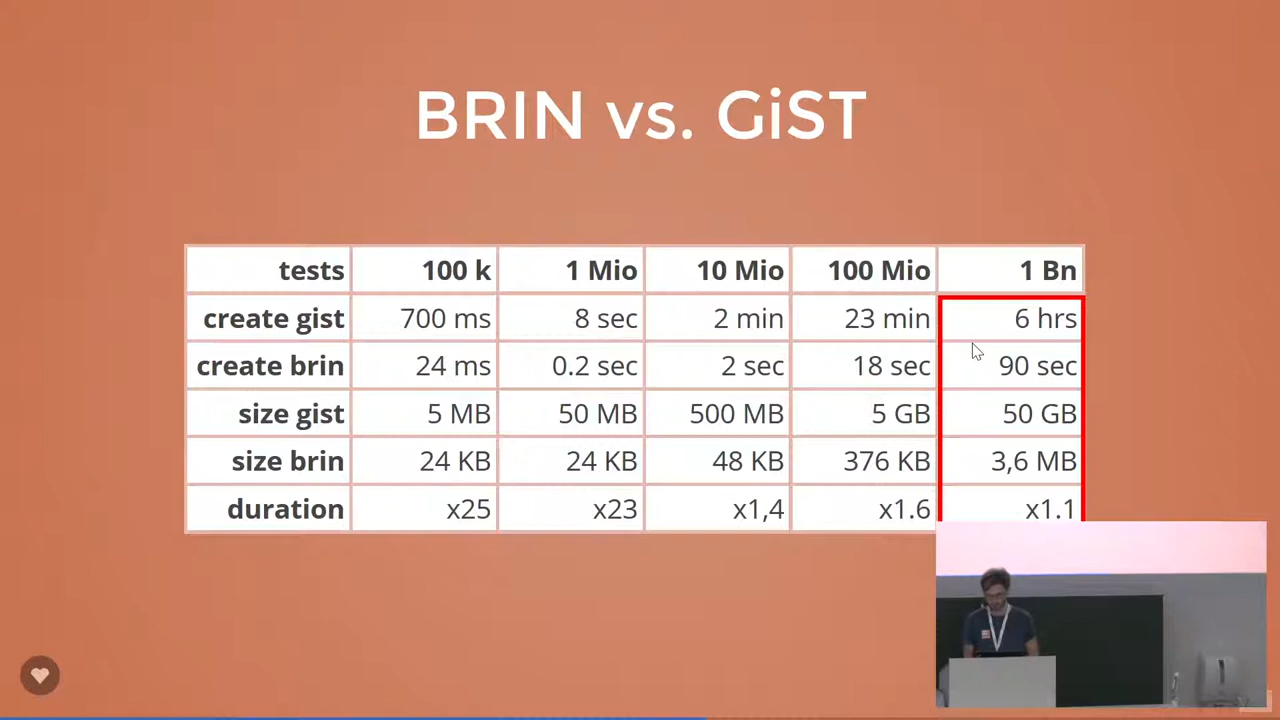 BRIN vs. GiST
tests 100 k 1 Mio 10 Mio 100 Mio 1 Bn
create gist 700 ms 8 sec 2 min 23 min 6 hrs
create brin 24 ms 0.2 sec 2 sec 18 sec 90 sec
size gist 5 MB 50 MB 500 MB 5 GB 50 GB
size brin 24 KB 24 KB 48 KB 376 KB 3,6 MB
duration x25 x23 x1,4 x1.6 x1.1